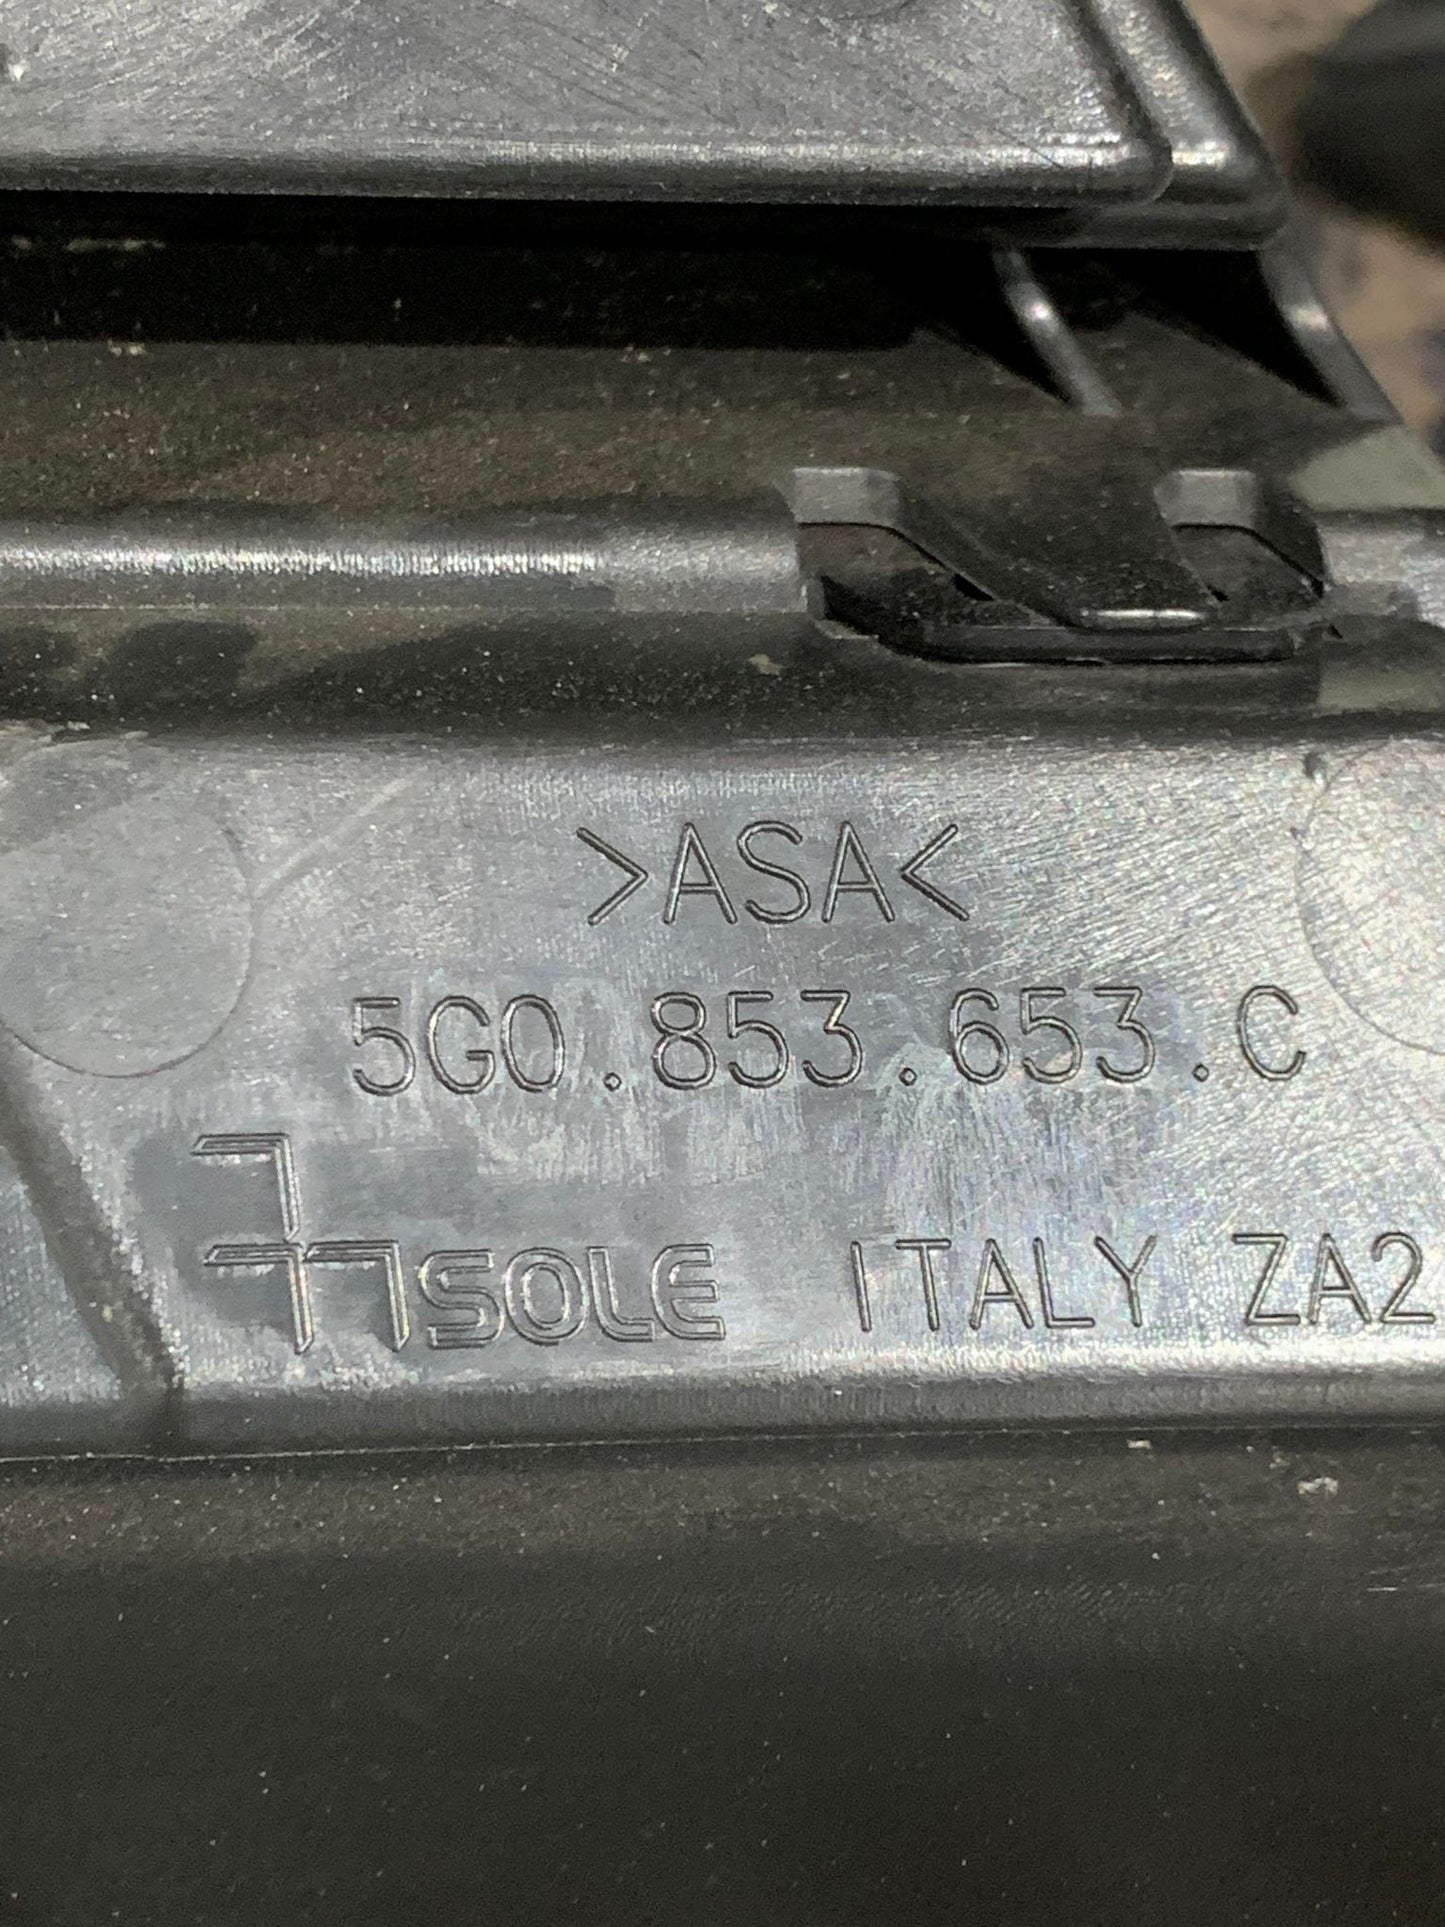 >ASA<
5G0.853.653.C
SOLE ITALY ZA2